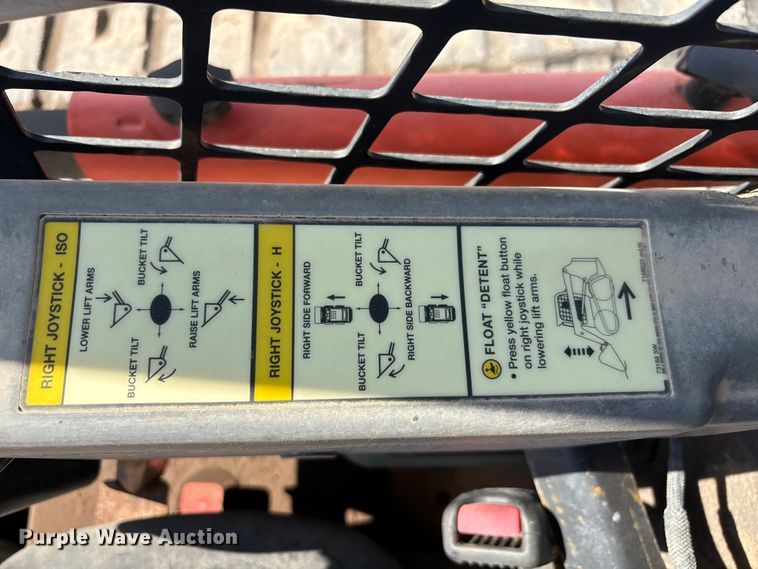 RIGHT JOYSTICK - ISO
LOWER LIFT ARMS
BUCKET TILT
BUCKET TILT
RAISE LIFT ARMS
RIGHT JOYSTICK - H
RIGHT SIDE FORWARD
BUCKET TILT
BUCKET TILT
RIGHT SIDE BACKWARD
FLOAT "DETENT"
• Press yellow float button
on right joystick while
lowering lift arms.
Purple Wave Auction